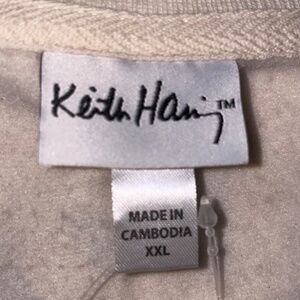 Keith Haring™
MADE IN
CAMBODIA
XXL